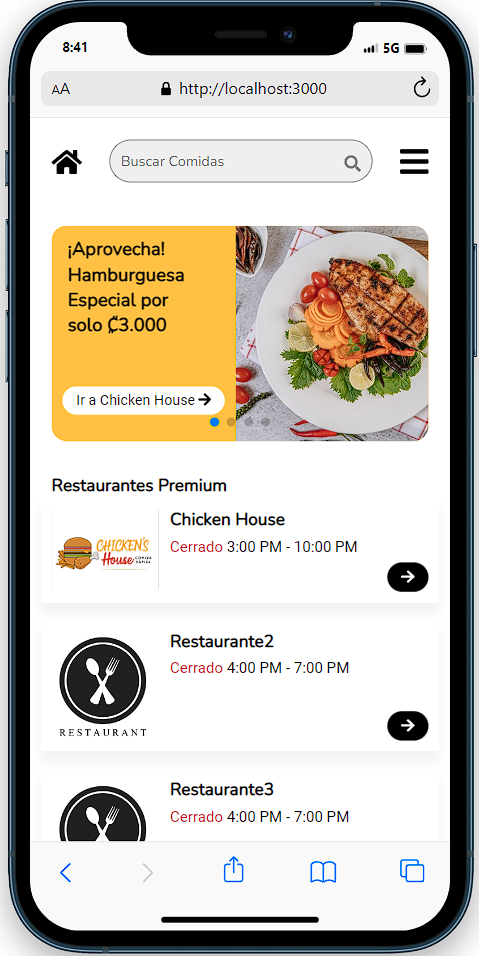 8:41
5G
AA
http://localhost:3000
Buscar Comidas
¡Aprovecha!
Hamburguesa
Especial por
solo ₡3.000
Ir a Chicken House
Restaurantes Premium
Chicken House
CHICKEN'S
House COMIDA
RÁPIDA
Cerrado 3:00 PM - 10:00 PM
Restaurante2
Cerrado 4:00 PM - 7:00 PM
RESTAURANT
Restaurante3
Cerrado 4:00 PM - 7:00 PM